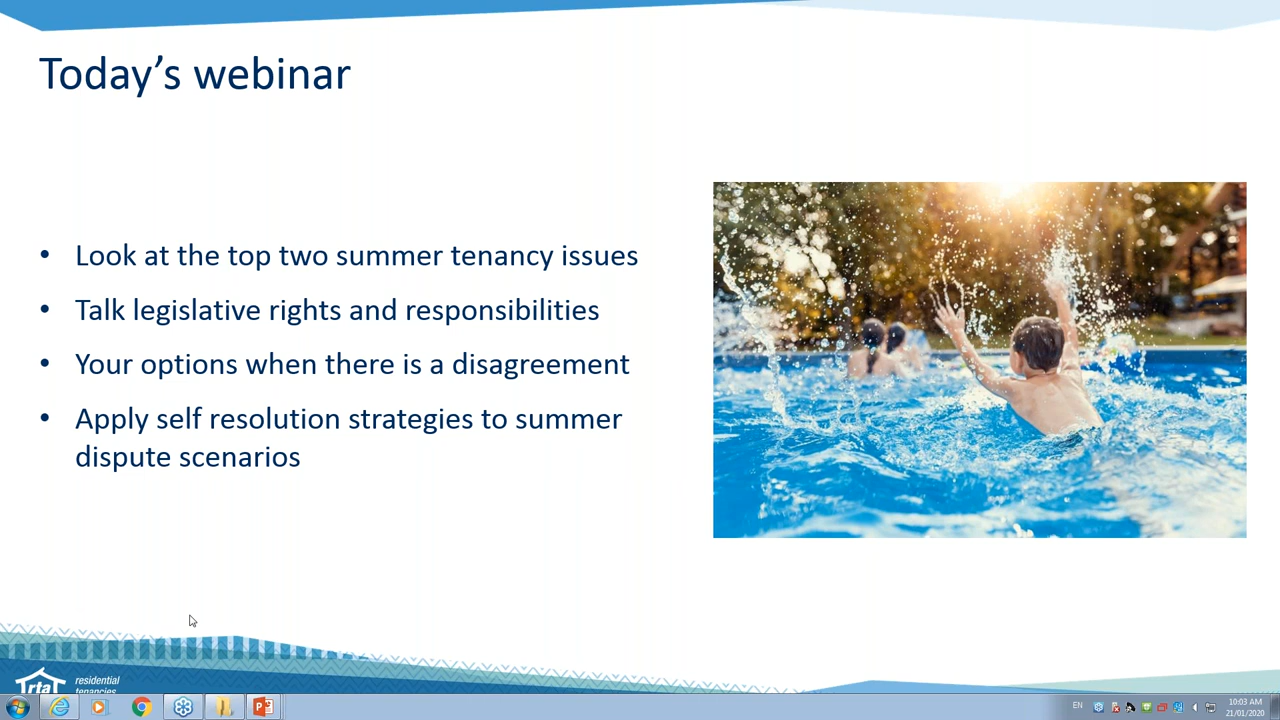 Today's webinar
• Look at the top two summer tenancy issues
• Talk legislative rights and responsibilities
• Your options when there is a disagreement
• Apply self resolution strategies to summer
dispute scenarios
rta
residential
tenancies
EN
10:03 AM
21/01/2020